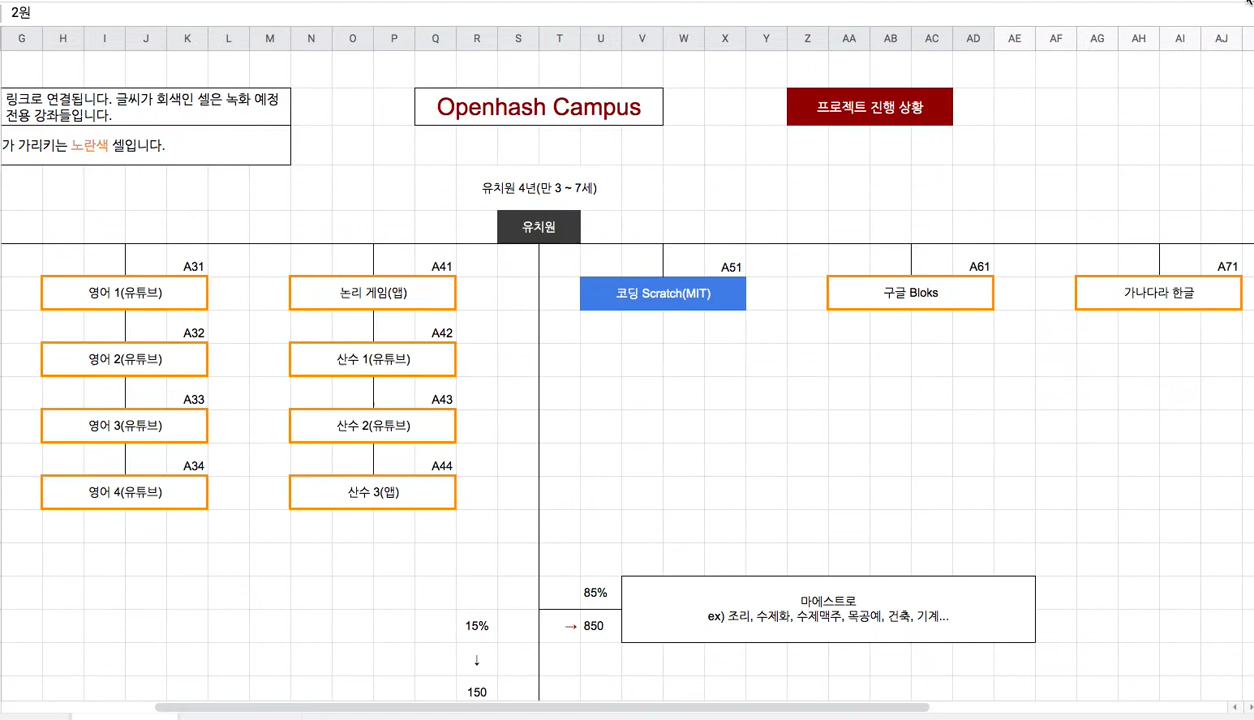 2원
G H I J K L M N O P Q R S T U V W X Y Z AA AB AC AD AE AF AG AH AI AJ
링크로 연결됩니다. 글씨가 회색인 셀은 녹화 예정
전용 강좌들입니다.
가 가리키는 노란색 셀입니다.
Openhash Campus
프로젝트 진행 상황
유치원 4년(만 3 ~ 7세)
유치원
A31 A41 A51 A61 A71
영어 1(유튜브) 논리 게임(앱) 코딩 Scratch(MIT) 구글 Bloks 가나다라 한글
A32 A42
영어 2(유튜브) 산수 1(유튜브)
A33 A43
영어 3(유튜브) 산수 2(유튜브)
A34 A44
영어 4(유튜브) 산수 3(앱)
85%
마에스트로
ex) 조리, 수제화, 수제맥주, 목공예, 건축, 기계...
15% → 850
↓
150